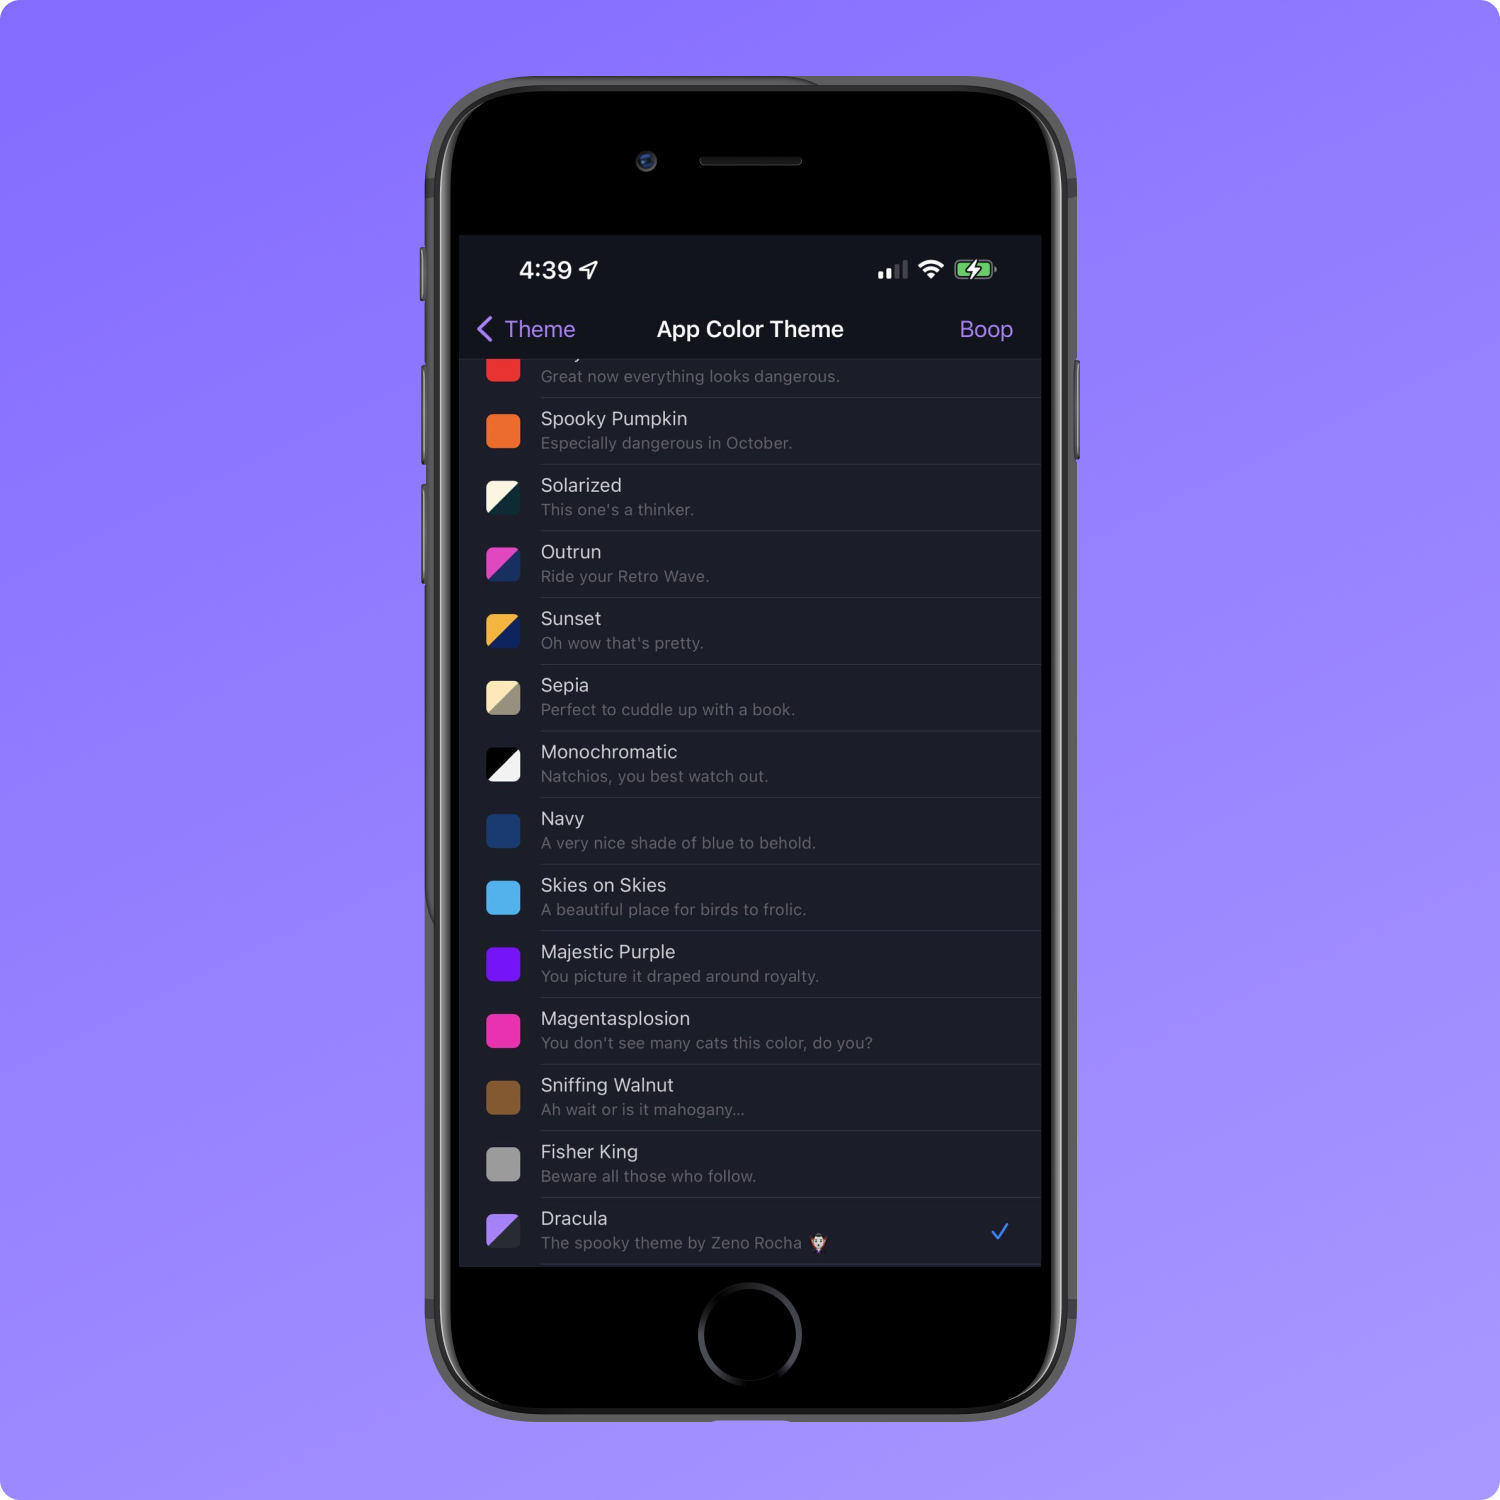 4:39
Theme
App Color Theme
Boop
Great now everything looks dangerous.
Spooky Pumpkin
Especially dangerous in October.
Solarized
This one's a thinker.
Outrun
Ride your Retro Wave.
Sunset
Oh wow that's pretty.
Sepia
Perfect to cuddle up with a book.
Monochromatic
Natchios, you best watch out.
Navy
A very nice shade of blue to behold.
Skies on Skies
A beautiful place for birds to frolic.
Majestic Purple
You picture it draped around royalty.
Magentasplosion
You don't see many cats this color, do you?
Sniffing Walnut
Ah wait or is it mahogany...
Fisher King
Beware all those who follow.
Dracula
The spooky theme by Zeno Rocha 🧛🏻‍♂️